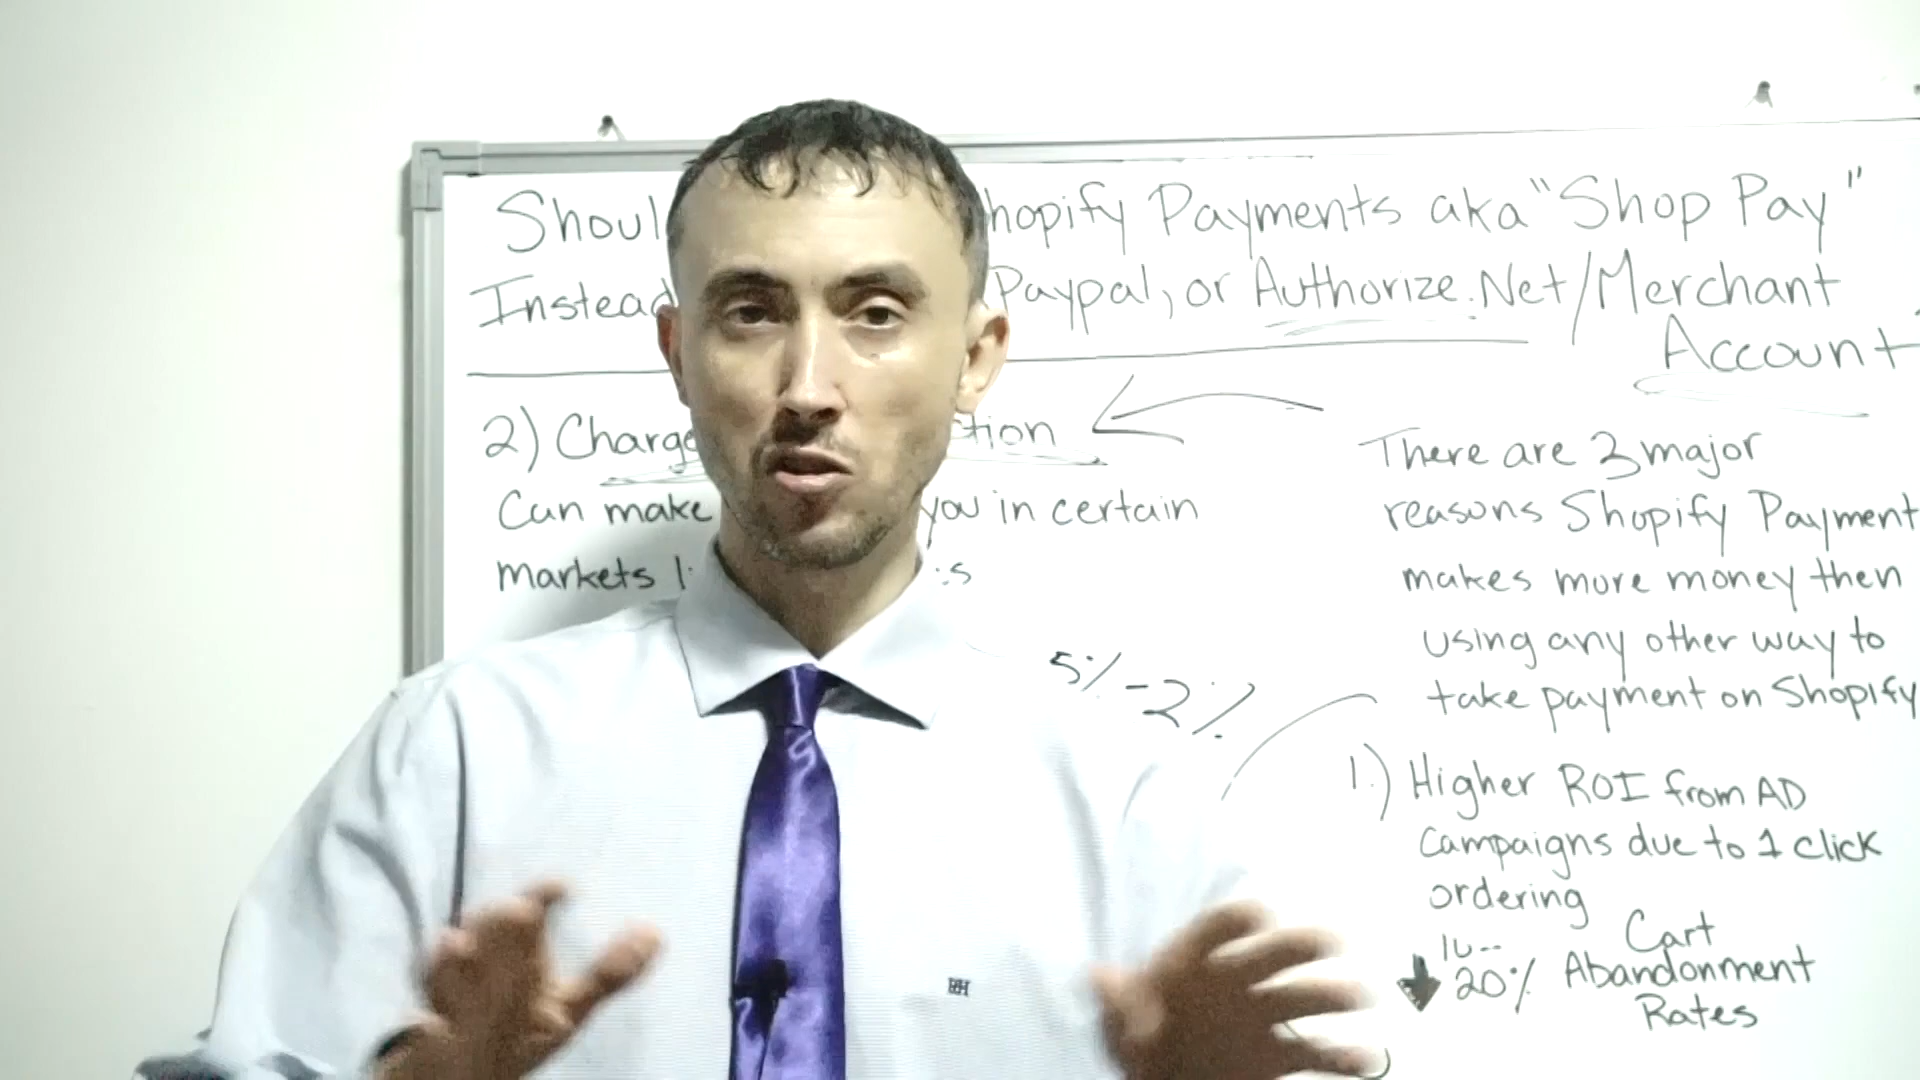 Shoul hopify Payments aka "Shop Pay"
Instead Paypal, or Authorize.Net/Merchant
Account
2) Charge tion
Can make you in certain
markets
5% - 2%
There are 3 major
reasons Shopify Payment
makes more money then
using any other way to
take payment on Shopify
1.) Higher ROI from AD
Campaigns due to 1 click
ordering
10--
20% Cart
Abandonment
Rates